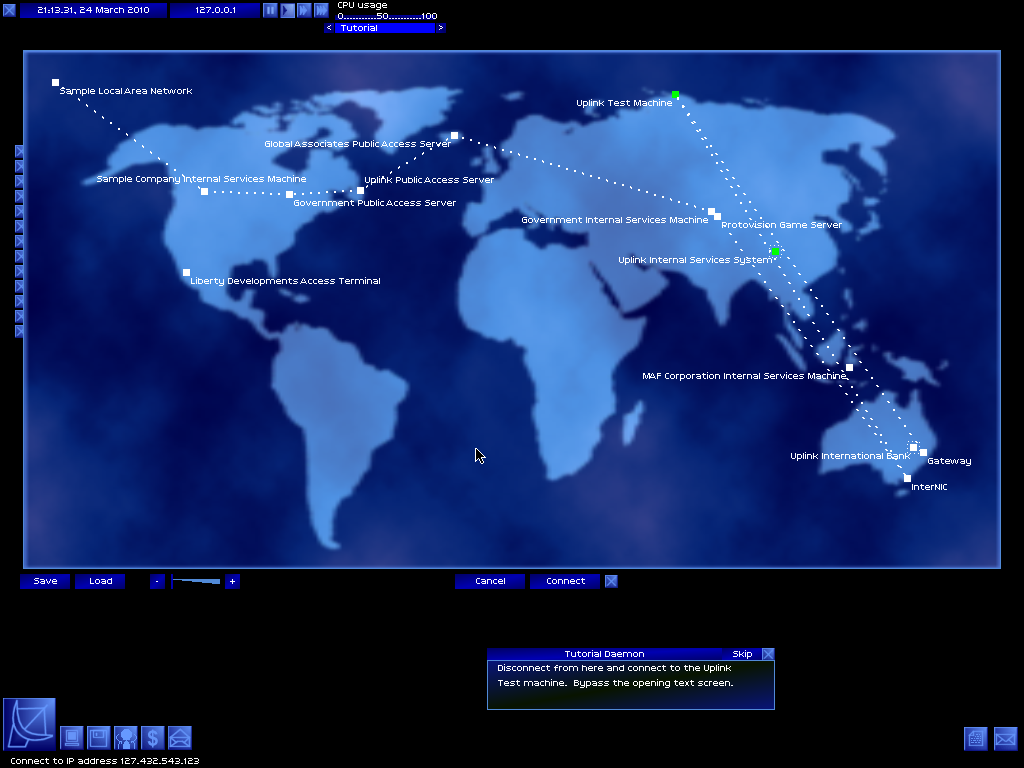 21:13.31, 24 March 2010
127.0.0.1
CPU usage
0...........50...........100
< Tutorial >
Sample Local Area Network
Uplink Test Machine
Global Associates Public Access Server
Sample Company Internal Services Machine
Uplink Public Access Server
Government Public Access Server
Government Internal Services Machine
Protovision Game Server
Uplink Internal Services System
Liberty Developments Access Terminal
MAF Corporation Internal Services Machine
Uplink International Bank
Gateway
InterNIC
Save
Load
-
+
Cancel
Connect
Tutorial Daemon
Skip
Disconnect from here and connect to the Uplink
Test machine.  Bypass the opening text screen.
$
Connect to IP address 127.432.543.123